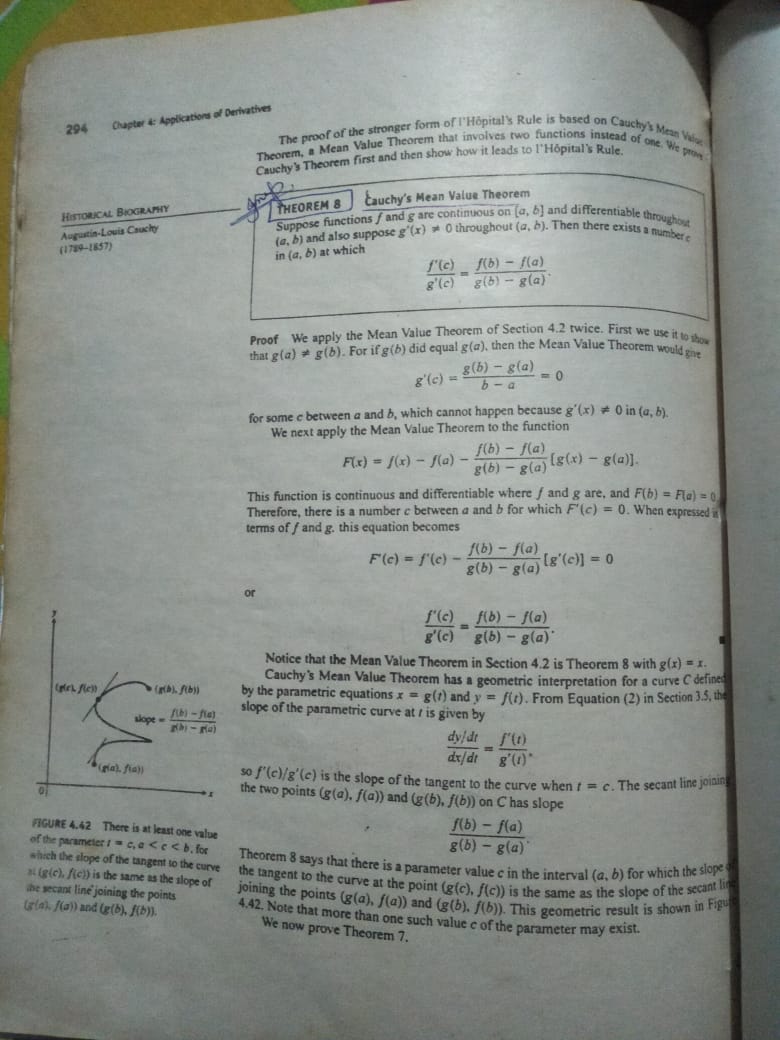 294 Chapter 4: Applications of Derivatives
The proof of the stronger form of l'Hôpital's Rule is based on Cauchy's Mean Value
Theorem, a Mean Value Theorem that involves two functions instead of one. We prove
Cauchy's Theorem first and then show how it leads to l'Hôpital's Rule.
HISTORICAL BIOGRAPHY
Augustin-Louis Cauchy
(1789–1857)
THEOREM 8 Cauchy's Mean Value Theorem
Suppose functions f and g are continuous on [a, b] and differentiable throughout
(a, b) and also suppose g'(x) ≠ 0 throughout (a, b). Then there exists a number c
in (a, b) at which
f'(c)/g'(c) = (f(b) − f(a))/(g(b) − g(a)).
Proof We apply the Mean Value Theorem of Section 4.2 twice. First we use it to show
that g(a) ≠ g(b). For if g(b) did equal g(a), then the Mean Value Theorem would give
g'(c) = (g(b) − g(a))/(b − a) = 0
for some c between a and b, which cannot happen because g'(x) ≠ 0 in (a, b).
We next apply the Mean Value Theorem to the function
F(x) = f(x) − f(a) − (f(b) − f(a))/(g(b) − g(a)) [g(x) − g(a)].
This function is continuous and differentiable where f and g are, and F(b) = F(a) = 0.
Therefore, there is a number c between a and b for which F'(c) = 0. When expressed in
terms of f and g, this equation becomes
F'(c) = f'(c) − (f(b) − f(a))/(g(b) − g(a)) [g'(c)] = 0
or
f'(c)/g'(c) = (f(b) − f(a))/(g(b) − g(a)).
Notice that the Mean Value Theorem in Section 4.2 is Theorem 8 with g(x) = x.
Cauchy's Mean Value Theorem has a geometric interpretation for a curve C defined
by the parametric equations x = g(t) and y = f(t). From Equation (2) in Section 3.5, the
slope of the parametric curve at t is given by
(dy/dt)/(dx/dt) = f'(t)/g'(t),
so f'(c)/g'(c) is the slope of the tangent to the curve when t = c. The secant line joining
the two points (g(a), f(a)) and (g(b), f(b)) on C has slope
(f(b) − f(a))/(g(b) − g(a)).
Theorem 8 says that there is a parameter value c in the interval (a, b) for which the slope
the tangent to the curve at the point (g(c), f(c)) is the same as the slope of the secant line
joining the points (g(a), f(a)) and (g(b), f(b)). This geometric result is shown in Figu
4.42. Note that more than one such value c of the parameter may exist.
We now prove Theorem 7.
y
(g(c), f(c))
(g(b), f(b))
slope = (f(b) − f(a))/(g(b) − g(a))
(g(a), f(a))
0
x
FIGURE 4.42 There is at least one value
of the parameter t = c, a < c < b, for
which the slope of the tangent to the curve
at (g(c), f(c)) is the same as the slope of
the secant line joining the points
(g(a), f(a)) and (g(b), f(b)).